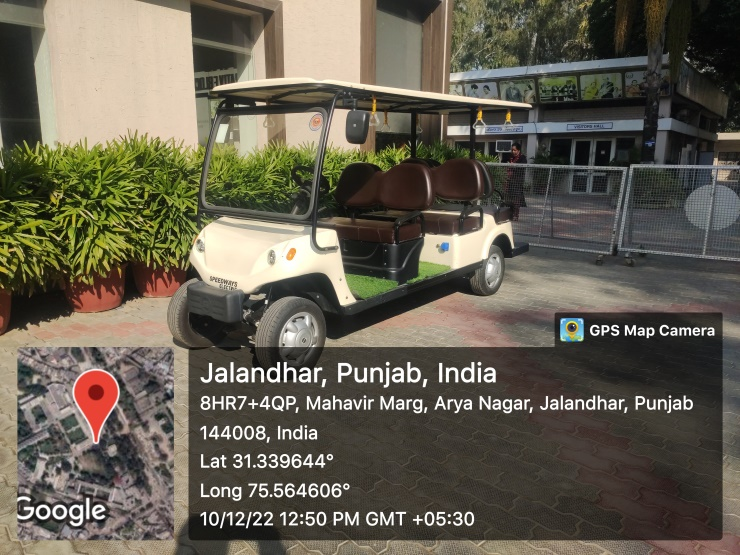 VISITORS HALL
SPEEDWAYS
ELECTRIC
GPS Map Camera
Jalandhar, Punjab, India
8HR7+4QP, Mahavir Marg, Arya Nagar, Jalandhar, Punjab
144008, India
Lat 31.339644°
Long 75.564606°
10/12/22 12:50 PM GMT +05:30
Google